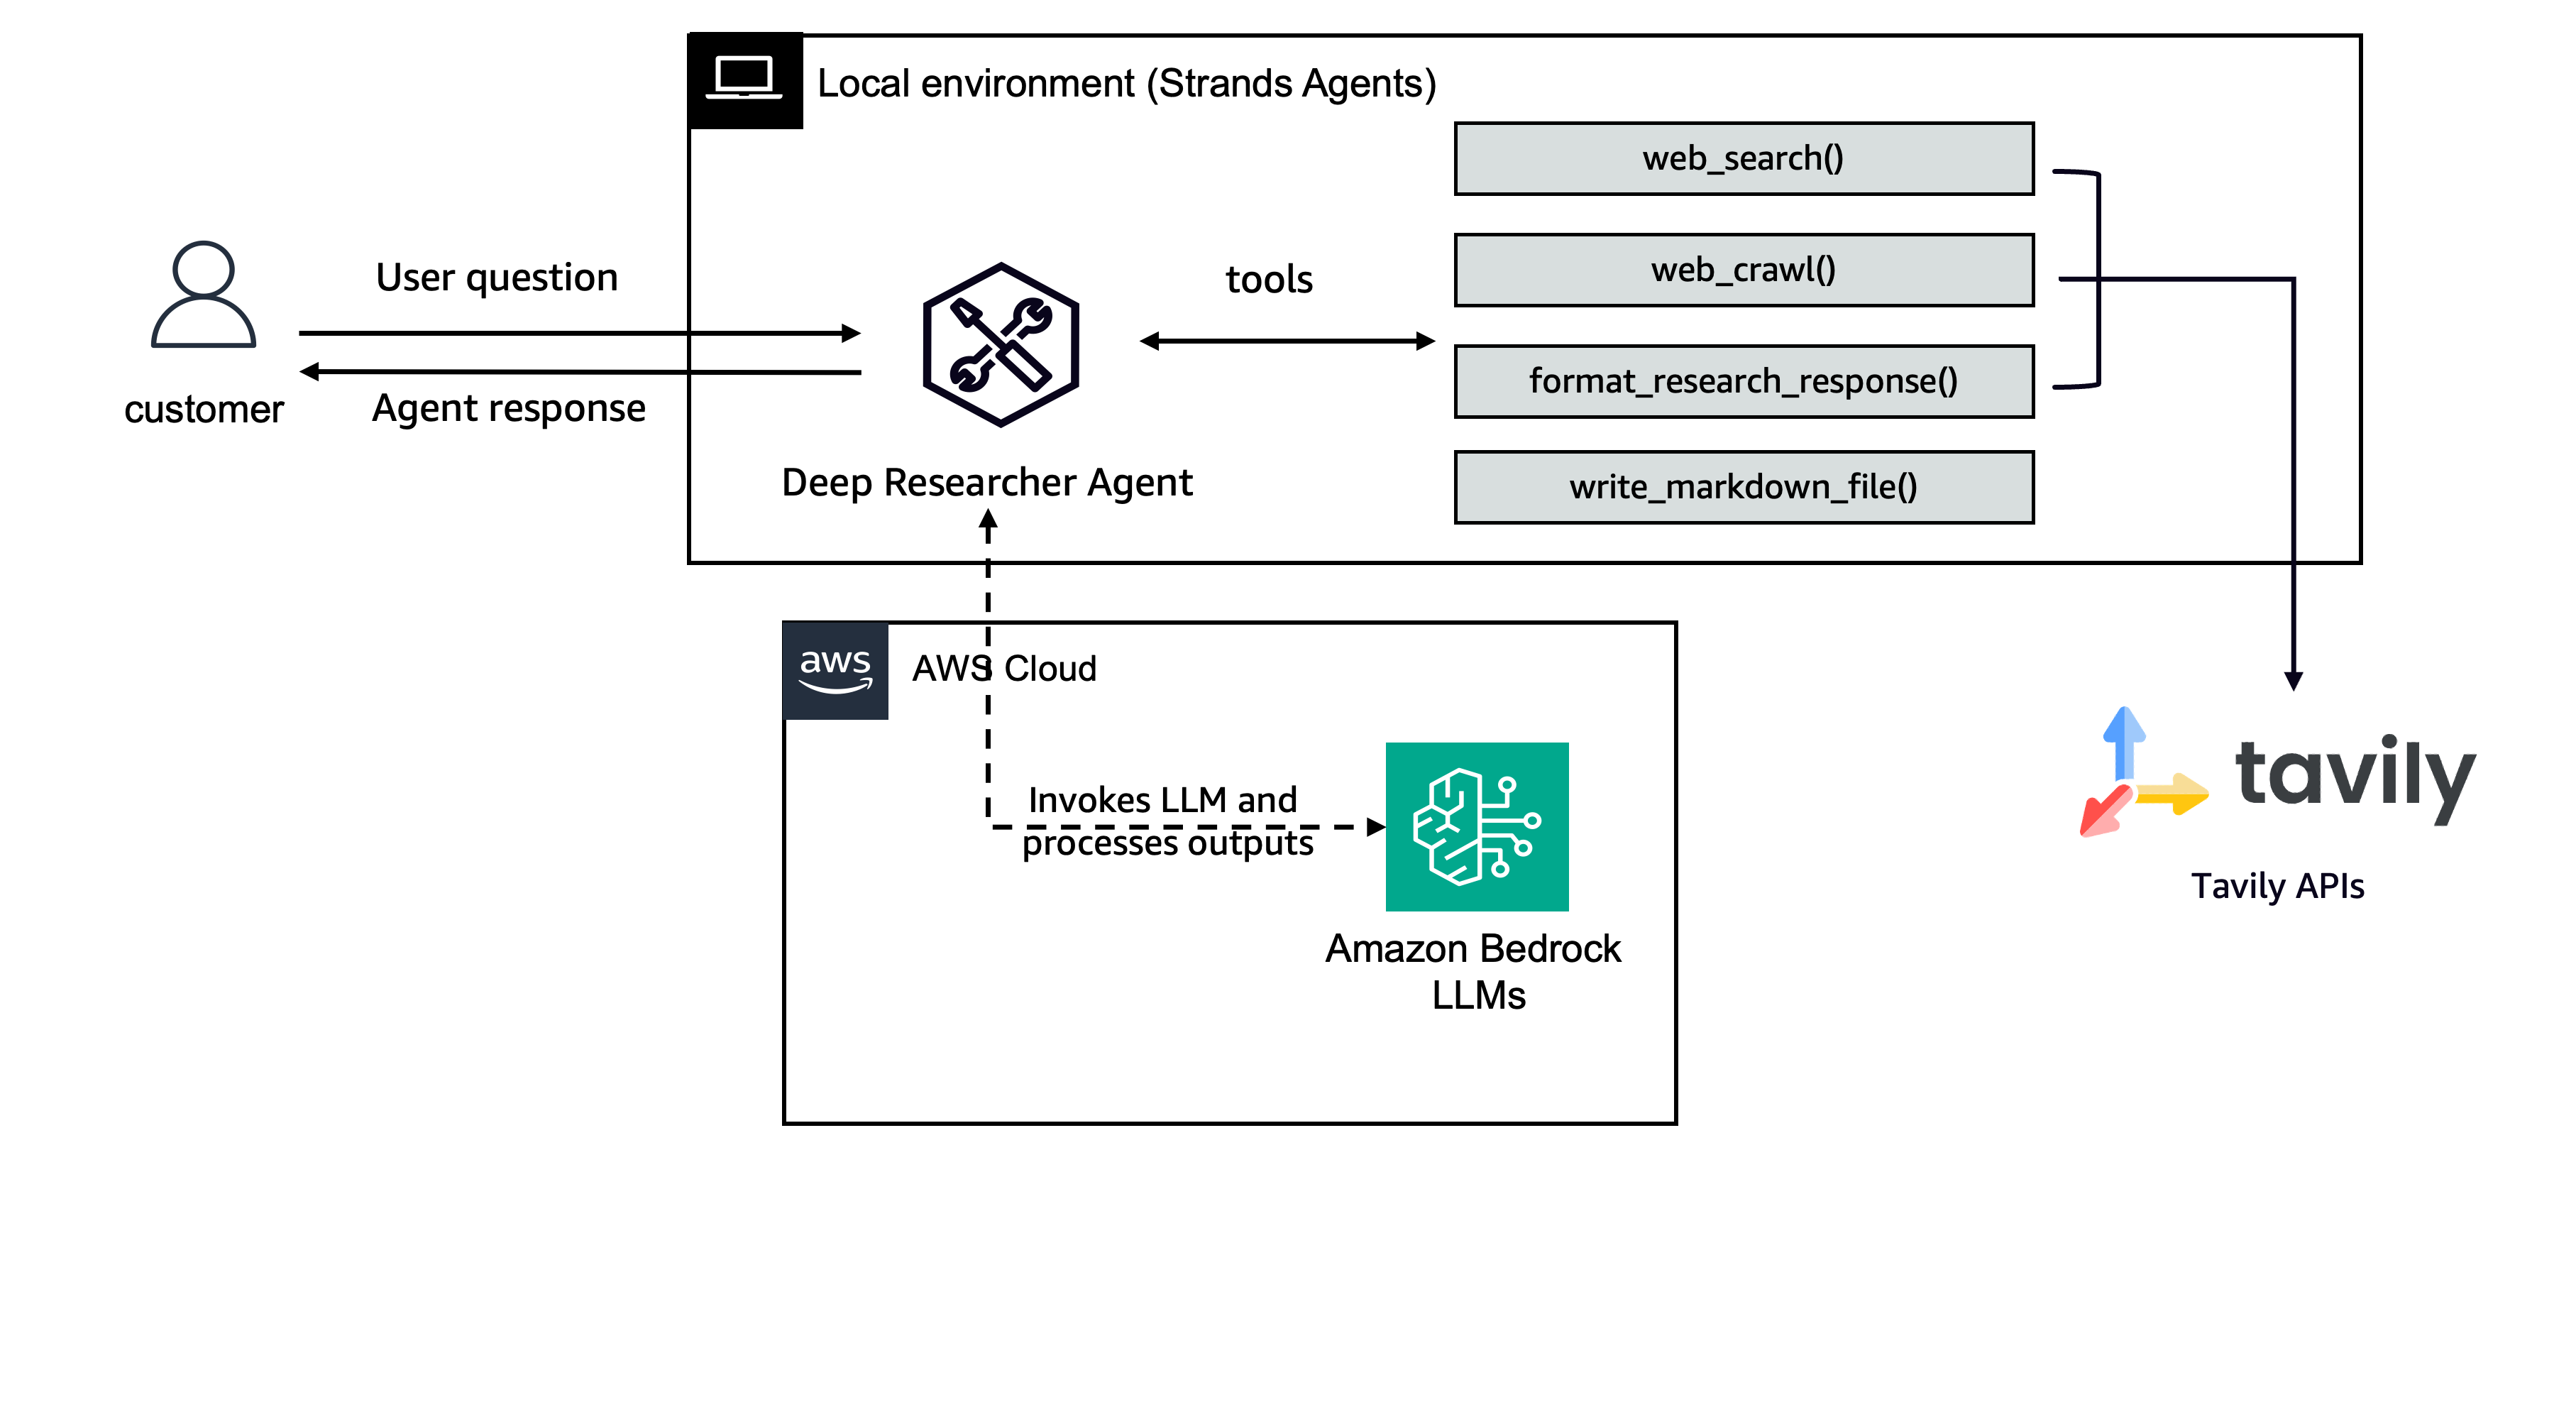 Local environment (Strands Agents)
web_search()
web_crawl()
format_research_response()
write_markdown_file()
tools
User question
Agent response
customer
Deep Researcher Agent
aws
AWS Cloud
Invokes LLM and
processes outputs
Amazon Bedrock
LLMs
tavily
Tavily APIs